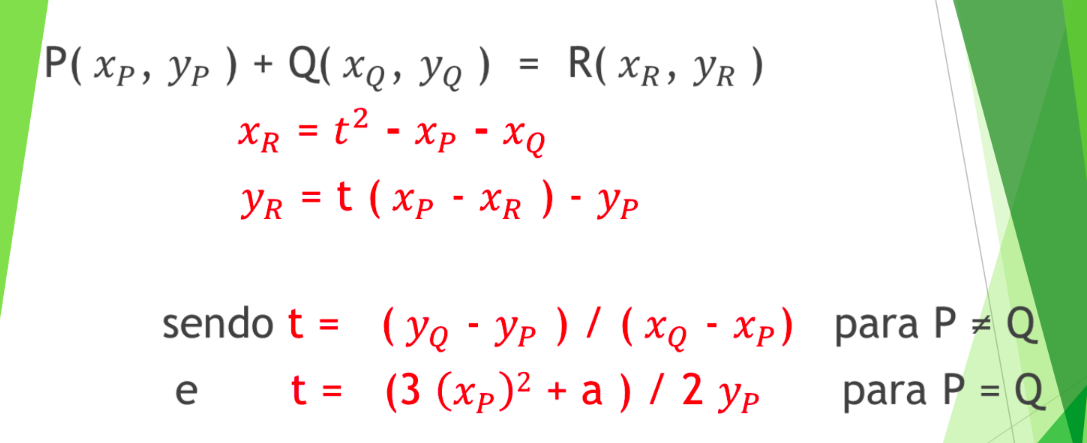 P( x_P, y_P ) + Q( x_Q, y_Q ) = R( x_R, y_R )
x_R = t² - x_P - x_Q
y_R = t ( x_P - x_R ) - y_P
sendo t = ( y_Q - y_P ) / ( x_Q - x_P) para P ≠ Q
e t = (3 (x_P)² + a ) / 2 y_P para P = Q